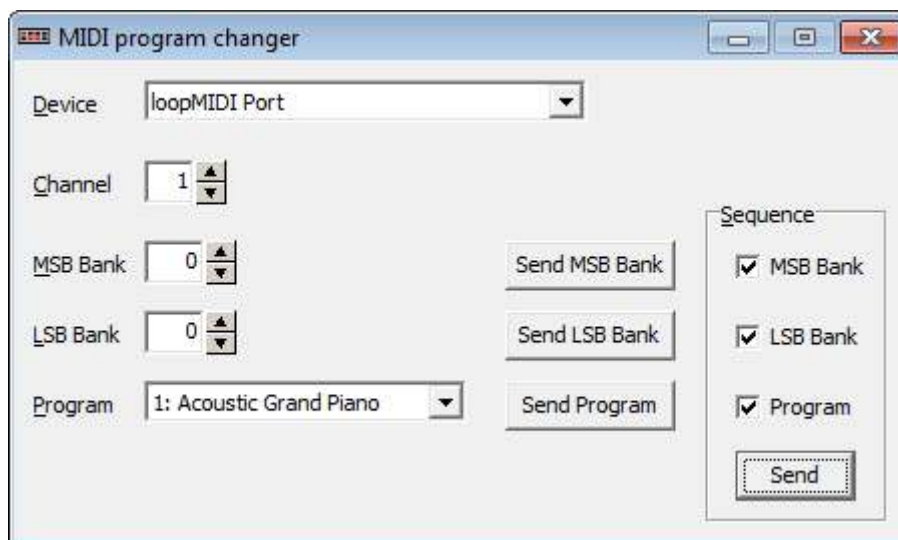 MIDI program changer
Device loopMIDI Port
Channel 1
Sequence
MSB Bank 0 Send MSB Bank MSB Bank
LSB Bank 0 Send LSB Bank LSB Bank
Program 1: Acoustic Grand Piano Send Program Program
Send